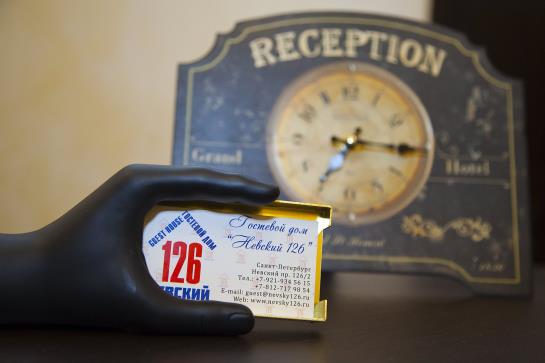 RECEPTION
Grand Hotel
GUEST HOUSE ГОСТЕВОЙ ДОМ
126
Гостевой дом
"Невский 126"
Санкт-Петербург
Невский пр. 126/2
Тел.: +7-921-934 56 15
+7-812-717 98 54
E-mail: guest@nevsky126.ru
Web: www.nevsky126.ru